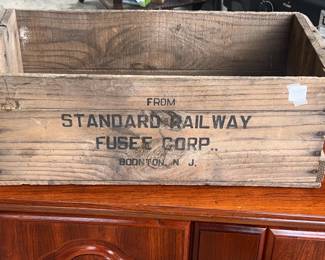 FROM
STANDARD RAILWAY
FUSEE CORP.,
BOONTON, N. J.